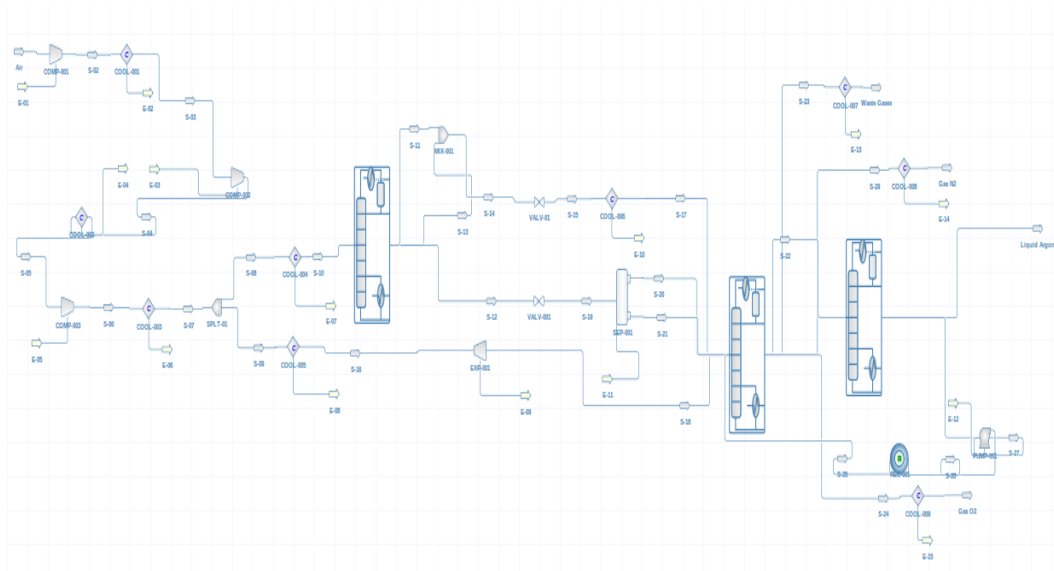 Air
COMP-001
S-02
COOL-001
E-01
E-02
S-03
E-04
E-03
COMP-002
COOL-002
S-04
S-05
COMP-003
S-06
COOL-003
S-07
SPLT-01
E-05
E-06
S-08
COOL-004
S-10
E-07
S-09
COOL-005
S-16
E-08
S-11
MIX-001
S-13
S-14
VALV-01
S-15
COOL-006
S-17
E-10
S-12
VALV-001
S-19
SEP-001
S-20
S-21
EXP-001
E-09
E-11
S-18
S-23
COOL-007
Waste Gases
E-13
S-29
COOL-008
Gas N2
E-14
S-22
Liquid Argon
E-12
PUMP-001
S-27
S-25
S-24
Gas O2
E-15